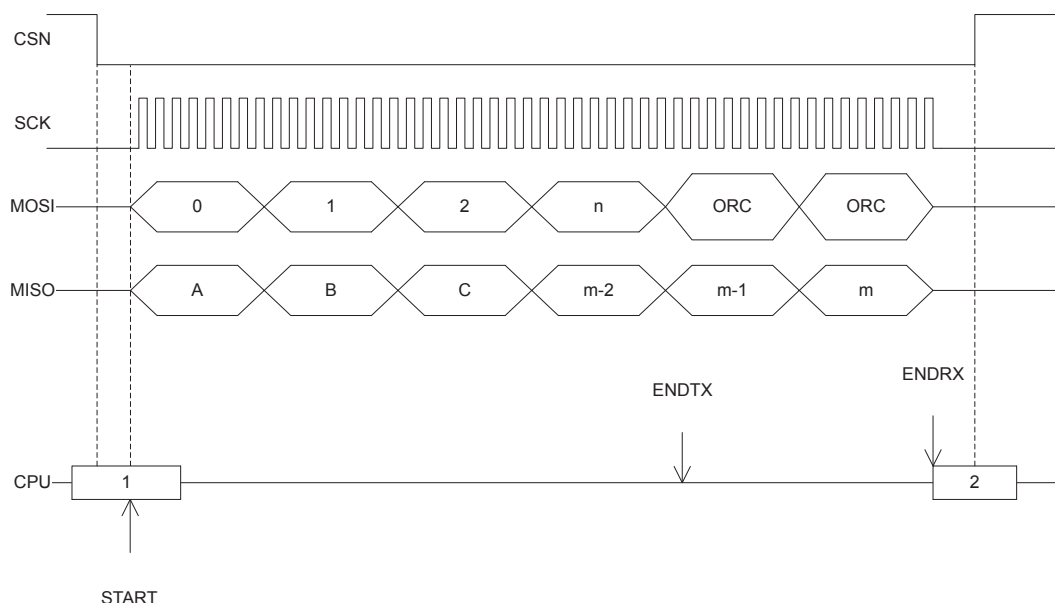 CSN
SCK
MOSI 0 1 2 n ORC ORC
MISO A B C m-2 m-1 m
ENDRX
ENDTX
CPU 1 2
START